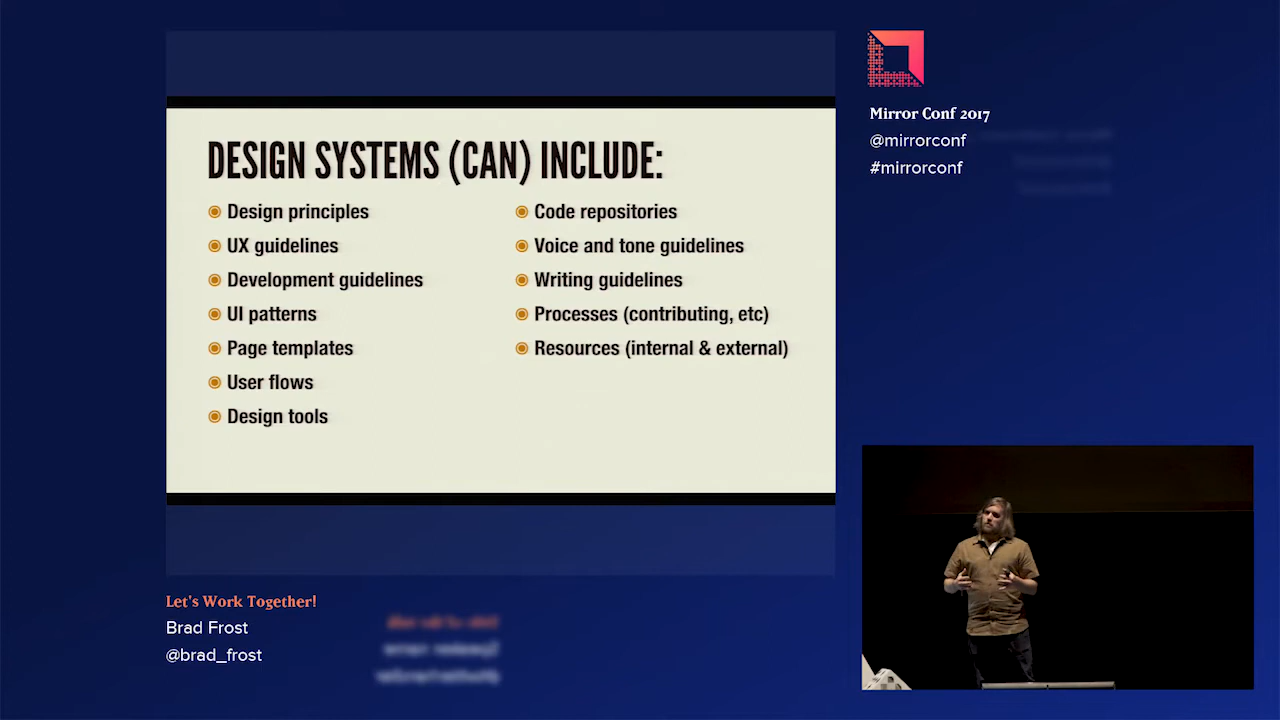 DESIGN SYSTEMS (CAN) INCLUDE:
Design principles
UX guidelines
Development guidelines
UI patterns
Page templates
User flows
Design tools
Code repositories
Voice and tone guidelines
Writing guidelines
Processes (contributing, etc)
Resources (internal & external)
Mirror Conf 2017
@mirrorconf
#mirrorconf
Let's Work Together!
Brad Frost
@brad_frost